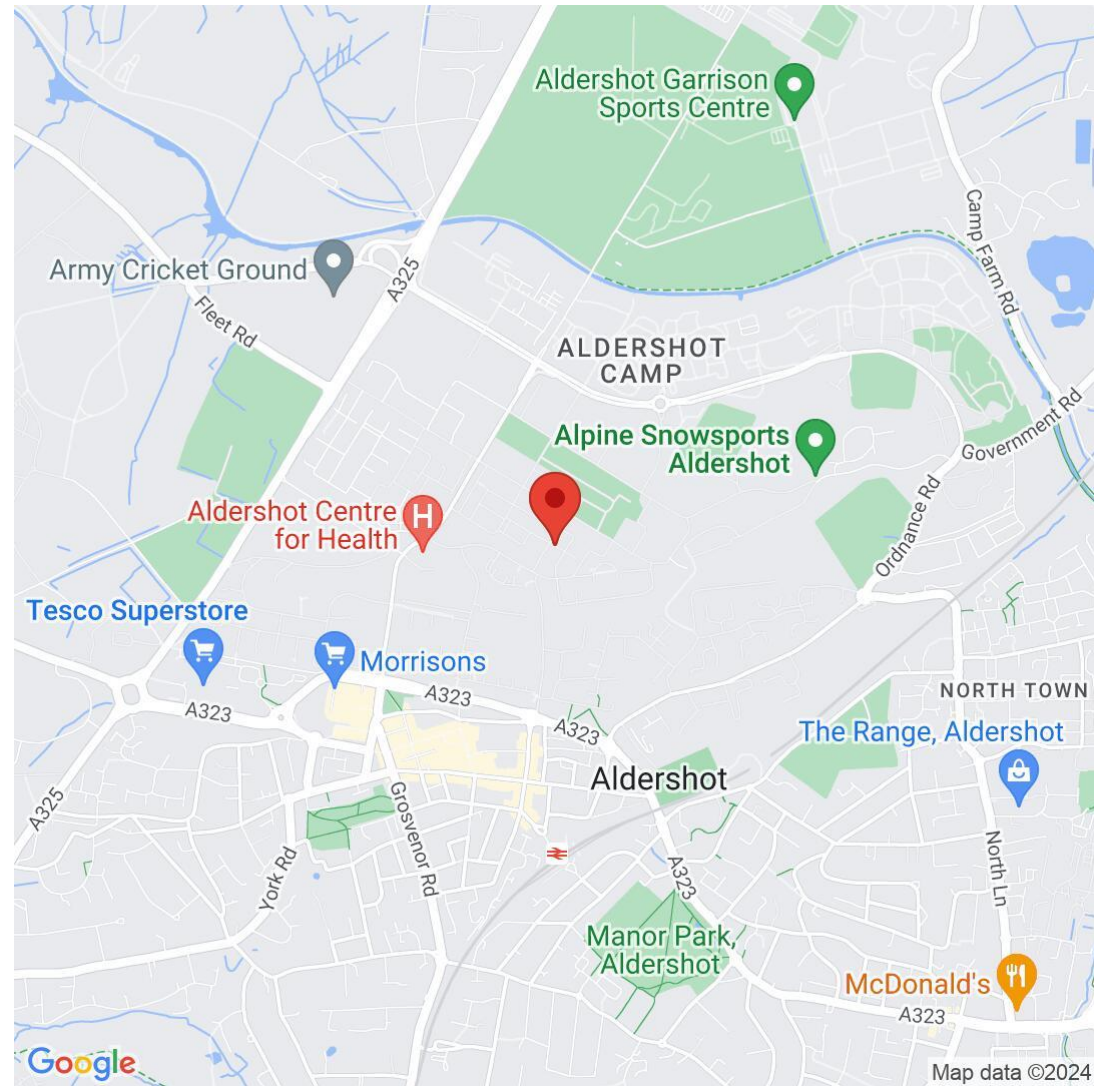 Aldershot Garrison
Sports Centre
Camp Farm Rd
Army Cricket Ground
A325
Fleet Rd
ALDERSHOT
CAMP
Government Rd
Alpine Snowsports
Aldershot
Aldershot Centre
for Health
H
Ordnance Rd
Tesco Superstore
Morrisons
A323
A323
A323
NORTH TOWN
The Range, Aldershot
Aldershot
A325
Grosvenor Rd
York Rd
A323
North Ln
Manor Park,
Aldershot
McDonald's
A323
Google
Map data ©2024